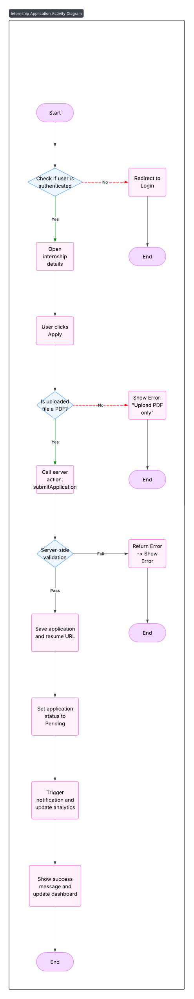 Internship Application Activity Diagram
Start
Check if user is
authenticated
No
Redirect to
Login
Yes
Open
internship
details
End
User clicks
Apply
Is uploaded
file a PDF?
No
Show Error:
"Upload PDF
only"
Yes
Call server
action:
submitApplication
End
Server-side
validation
Fail
Return Error
-> Show
Error
Pass
Save application
and resume URL
End
Set application
status to
Pending
Trigger
notification and
update analytics
Show success
message and
update dashboard
End